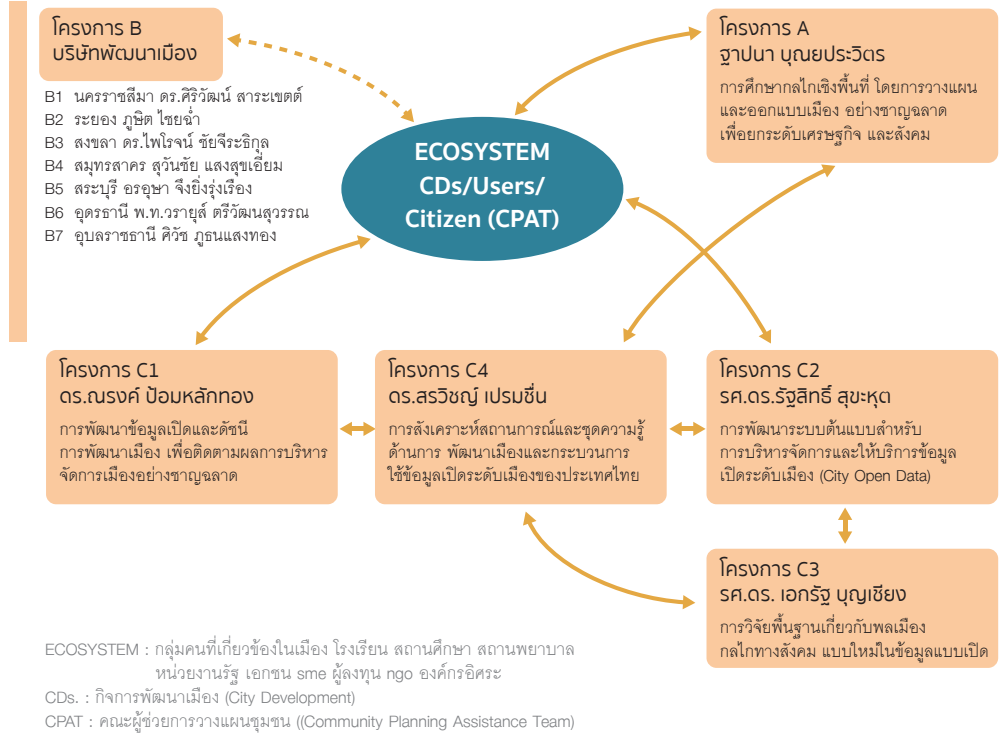 โครงการ B
บริษัทพัฒนาเมือง
B1 นครราชสีมา ดร.ศิริวัฒน์ สาระเขตต์
B2 ระยอง ภูษิต ไชยฉ่ำ
B3 สงขลา ดร.ไพโรจน์ ชัยจีระธิกุล
B4 สมุทรสาคร สุวันชัย แสงสุขเอี่ยม
B5 สระบุรี อรอุษา จึงยิ่งรุ่งเรือง
B6 อุดรธานี พ.ท.วรายุส์ ตรีวัฒนสุวรรณ
B7 อุบลราชธานี ศิวัช ภูธนแสงทอง
ECOSYSTEM
CDs/Users/
Citizen (CPAT)
โครงการ A
ฐาปนา บุณยประวิตร
การศึกษากลไกเชิงพื้นที่ โดยการวางแผน
และออกแบบเมือง อย่างชาญฉลาด
เพื่อยกระดับเศรษฐกิจ และสังคม
โครงการ C1
ดร.ณรงค์ ป้อมหลักทอง
การพัฒนาข้อมูลเปิดและดัชนี
การพัฒนาเมือง เพื่อติดตามผลการบริหาร
จัดการเมืองอย่างชาญฉลาด
โครงการ C4
ดร.สรวิชญ์ เปรมชื่น
การสังเคราะห์สถานการณ์และชุดความรู้
ด้านการ พัฒนาเมืองและกระบวนการ
ใช้ข้อมูลเปิดระดับเมืองของประเทศไทย
โครงการ C2
รศ.ดร.รัฐสิทธิ์ สุขะหุต
การพัฒนาระบบต้นแบบสำหรับ
การบริหารจัดการและให้บริการข้อมูล
เปิดระดับเมือง (City Open Data)
โครงการ C3
รศ.ดร. เอกรัฐ บุญเชียง
การวิจัยพื้นฐานเกี่ยวกับพลเมือง
กลไกทางสังคม แบบใหม่ในข้อมูลแบบเปิด
ECOSYSTEM : กลุ่มคนที่เกี่ยวข้องในเมือง โรงเรียน สถานศึกษา สถานพยาบาล
หน่วยงานรัฐ เอกชน sme ผู้ลงทุน ngo องค์กรอิศระ
CDs. : กิจการพัฒนาเมือง (City Development)
CPAT : คณะผู้ช่วยการวางแผนชุมชน ((Community Planning Assistance Team)